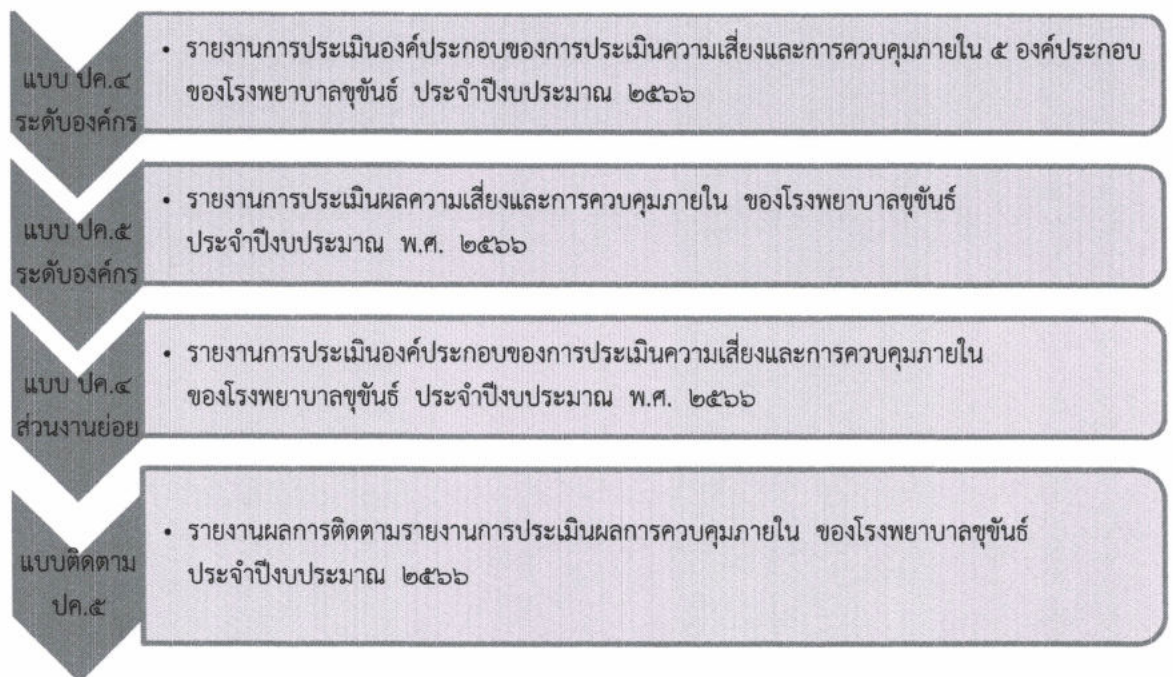 แบบ ปค.๔
ระดับองค์กร
• รายงานการประเมินองค์ประกอบของการประเมินความเสี่ยงและการควบคุมภายใน ๕ องค์ประกอบ
ของโรงพยาบาลขุขันธ์ ประจำปีงบประมาณ ๒๕๖๖
แบบ ปค.๕
ระดับองค์กร
• รายงานการประเมินผลความเสี่ยงและการควบคุมภายใน ของโรงพยาบาลขุขันธ์
ประจำปีงบประมาณ พ.ศ. ๒๕๖๖
แบบ ปค.๔
ส่วนงานย่อย
• รายงานการประเมินองค์ประกอบของการประเมินความเสี่ยงและการควบคุมภายใน
ของโรงพยาบาลขุขันธ์ ประจำปีงบประมาณ พ.ศ. ๒๕๖๖
แบบติดตาม
ปค.๕
• รายงานผลการติดตามรายงานการประเมินผลการควบคุมภายใน ของโรงพยาบาลขุขันธ์
ประจำปีงบประมาณ ๒๕๖๖